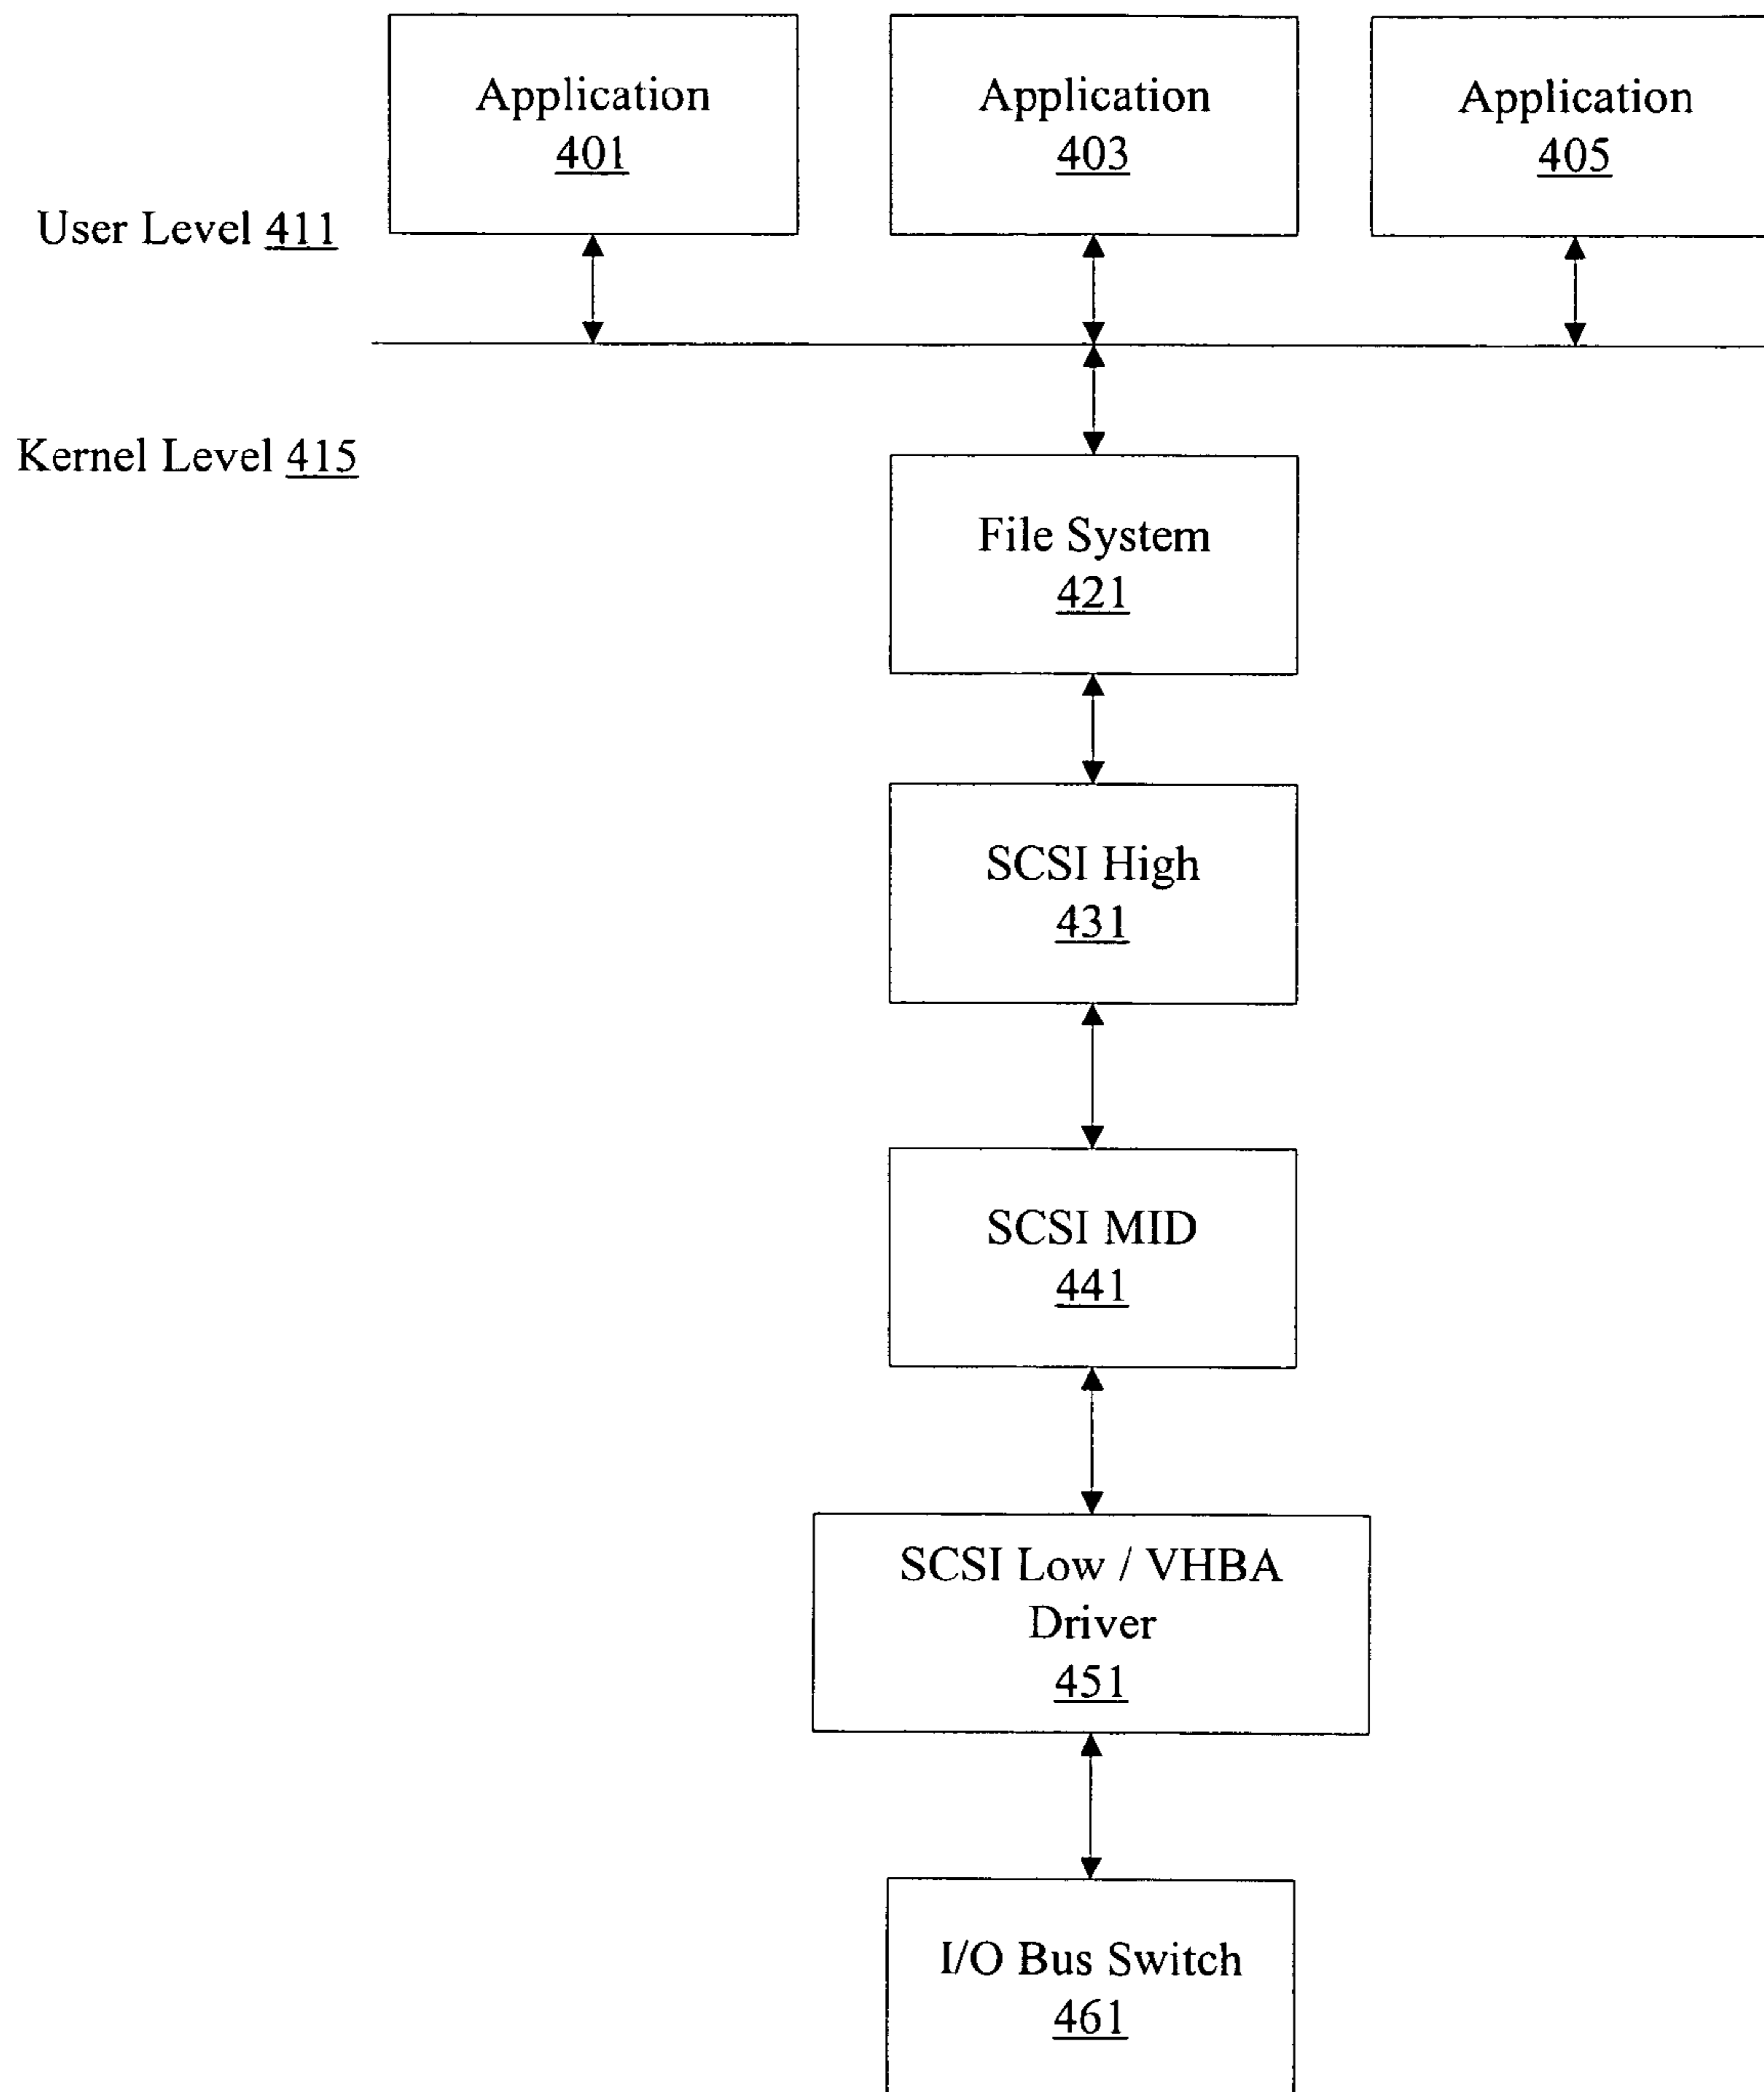 Application
401
Application
403
Application
405
User Level 411
Kernel Level 415
File System
421
SCSI High
431
SCSI MID
441
SCSI Low / VHBA
Driver
451
I/O Bus Switch
461